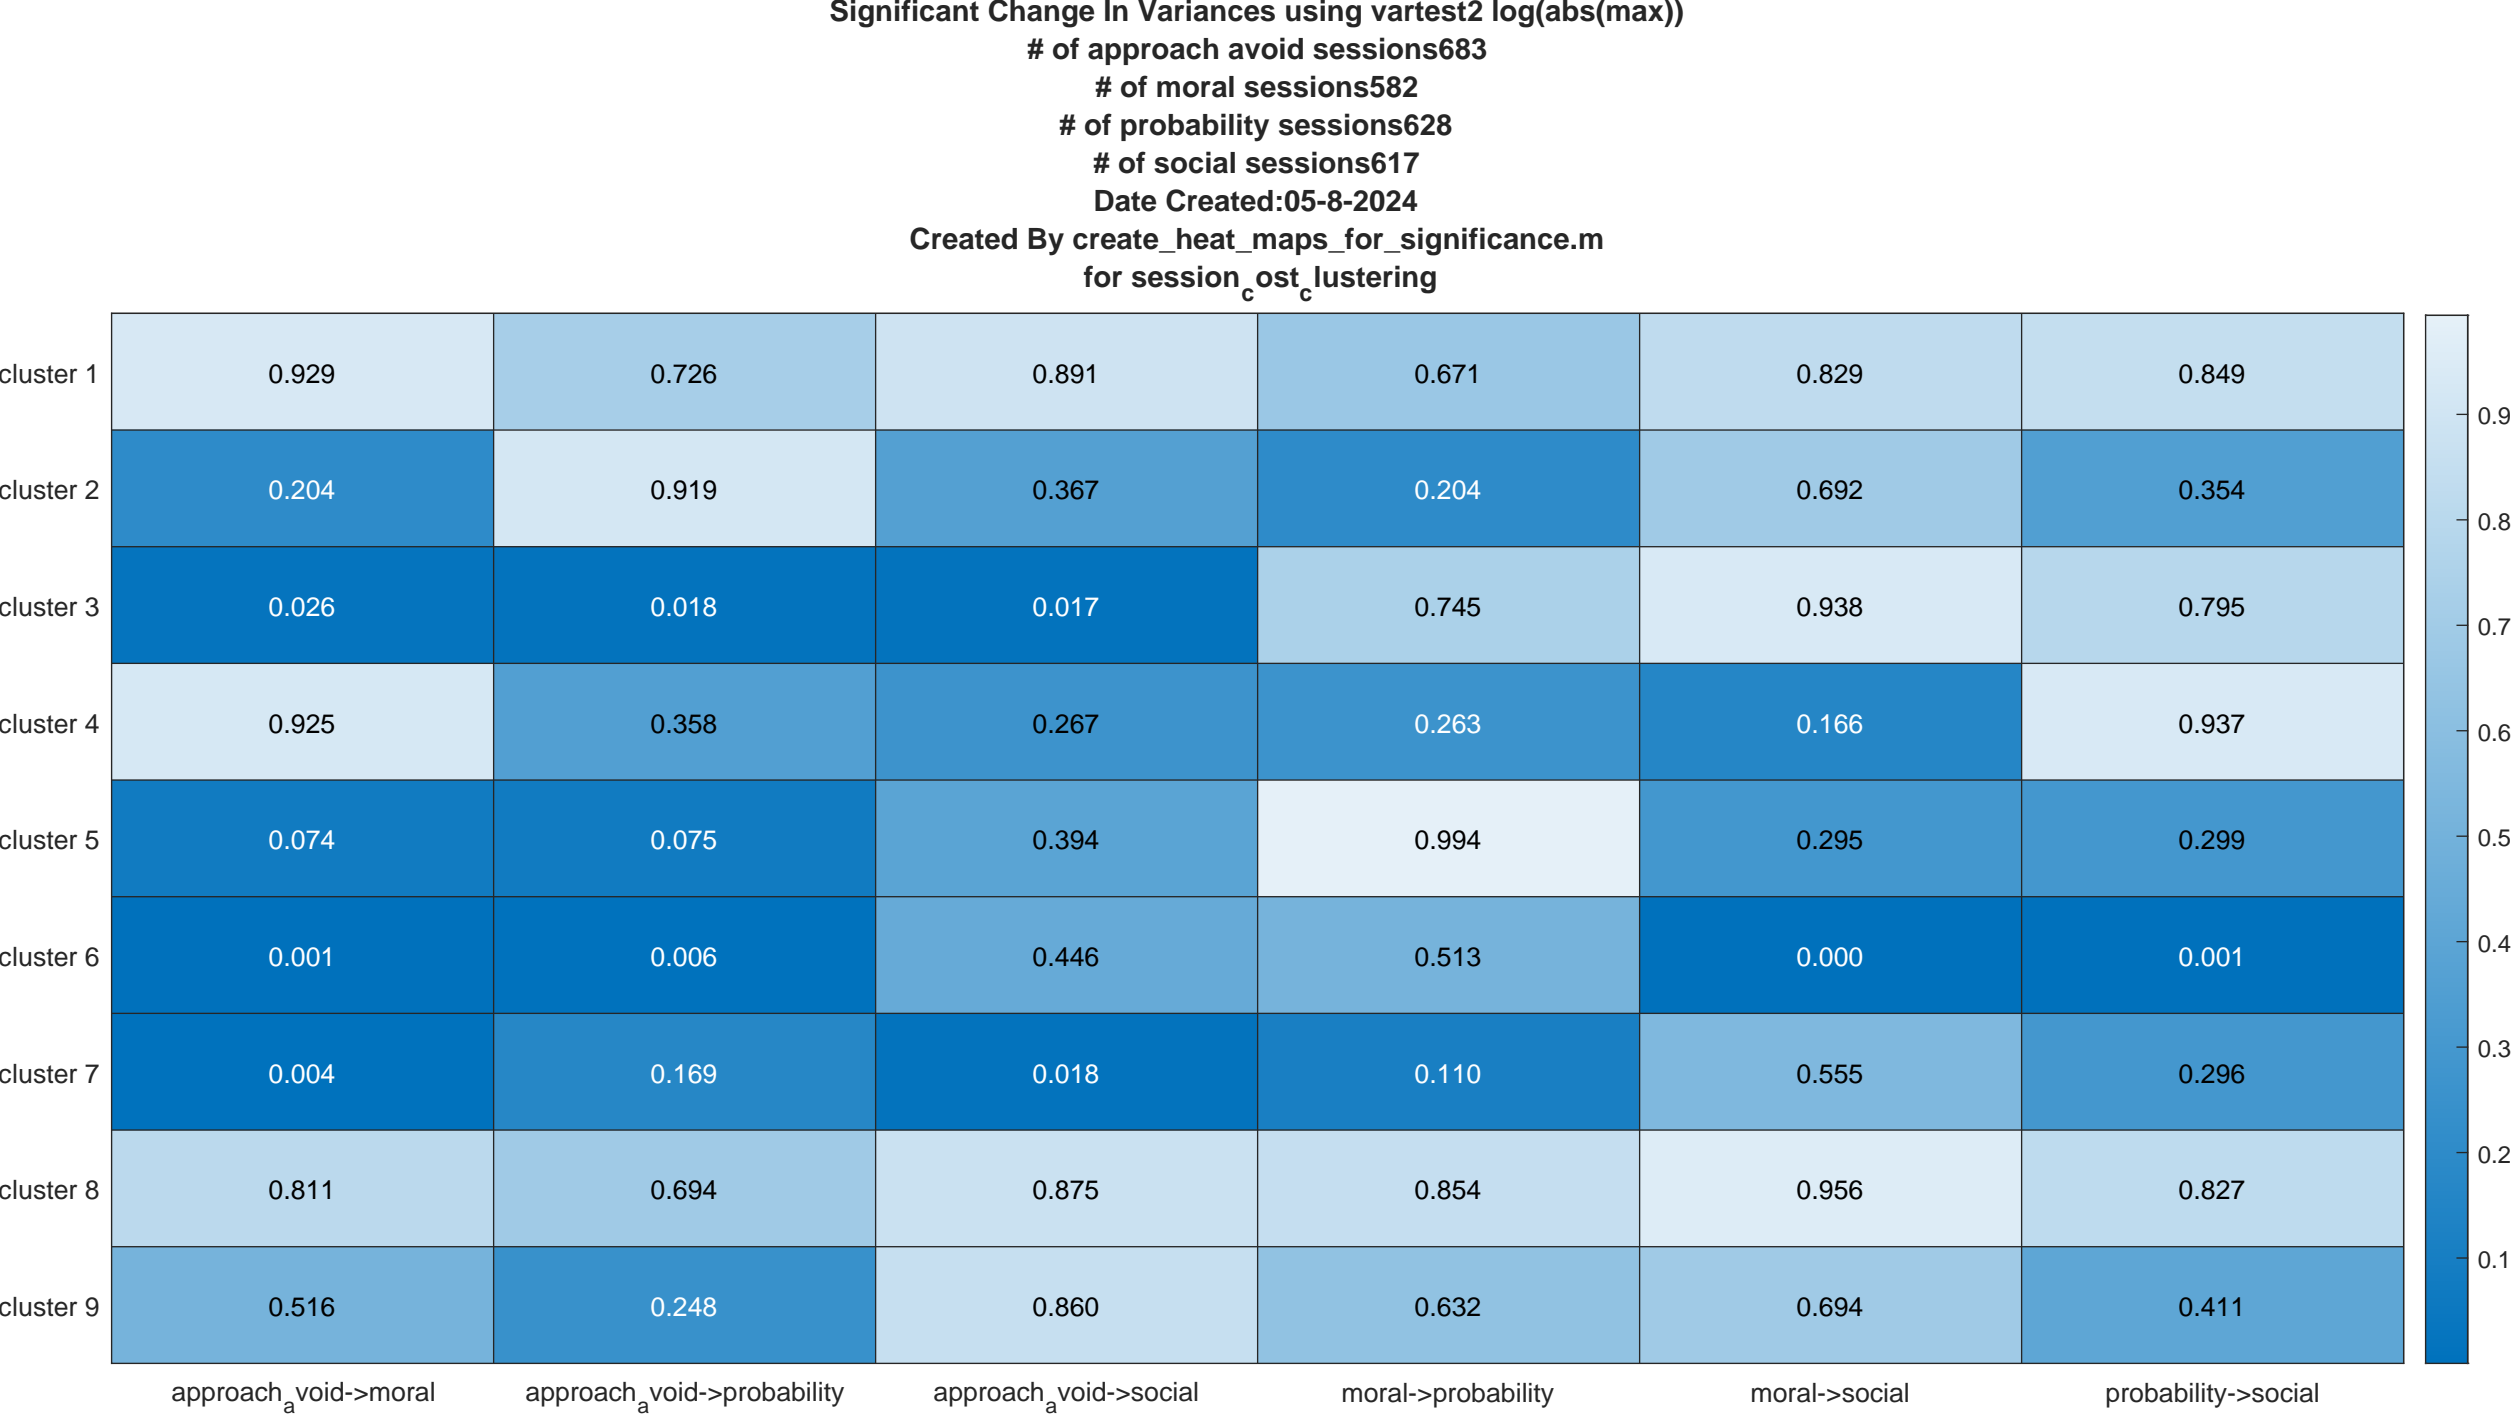 Significant Change In Variances using vartest2 log(abs(max))
# of approach avoid sessions683
# of moral sessions582
# of probability sessions628
# of social sessions617
Date Created:05-8-2024
Created By create_heat_maps_for_significance.m
for session_cost_clustering
cluster 1 0.929 0.726 0.891 0.671 0.829 0.849
cluster 2 0.204 0.919 0.367 0.204 0.692 0.354
cluster 3 0.026 0.018 0.017 0.745 0.938 0.795
cluster 4 0.925 0.358 0.267 0.263 0.166 0.937
cluster 5 0.074 0.075 0.394 0.994 0.295 0.299
cluster 6 0.001 0.006 0.446 0.513 0.000 0.001
cluster 7 0.004 0.169 0.018 0.110 0.555 0.296
cluster 8 0.811 0.694 0.875 0.854 0.956 0.827
cluster 9 0.516 0.248 0.860 0.632 0.694 0.411
approach_avoid->moral approach_avoid->probability approach_avoid->social moral->probability moral->social probability->social
0.9
0.8
0.7
0.6
0.5
0.4
0.3
0.2
0.1